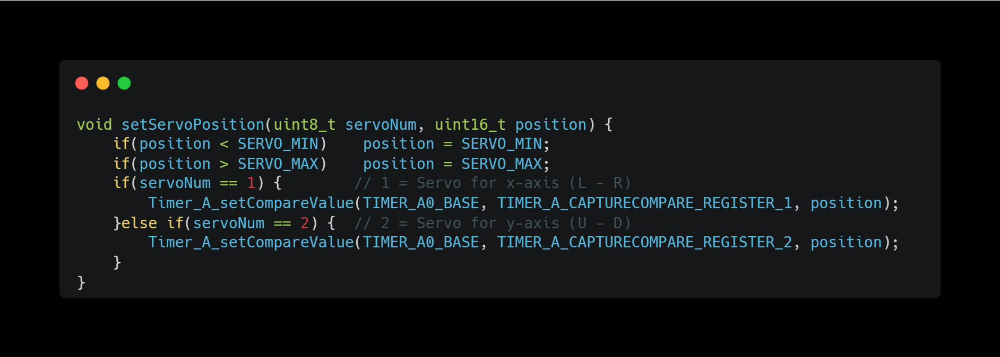 void setServoPosition(uint8_t servoNum, uint16_t position) {
    if(position < SERVO_MIN)    position = SERVO_MIN;
    if(position > SERVO_MAX)    position = SERVO_MAX;
    if(servoNum == 1) {        // 1 = Servo for x-axis (L - R)
        Timer_A_setCompareValue(TIMER_A0_BASE, TIMER_A_CAPTURECOMPARE_REGISTER_1, position);
    }else if(servoNum == 2) {  // 2 = Servo for y-axis (U - D)
        Timer_A_setCompareValue(TIMER_A0_BASE, TIMER_A_CAPTURECOMPARE_REGISTER_2, position);
    }
}